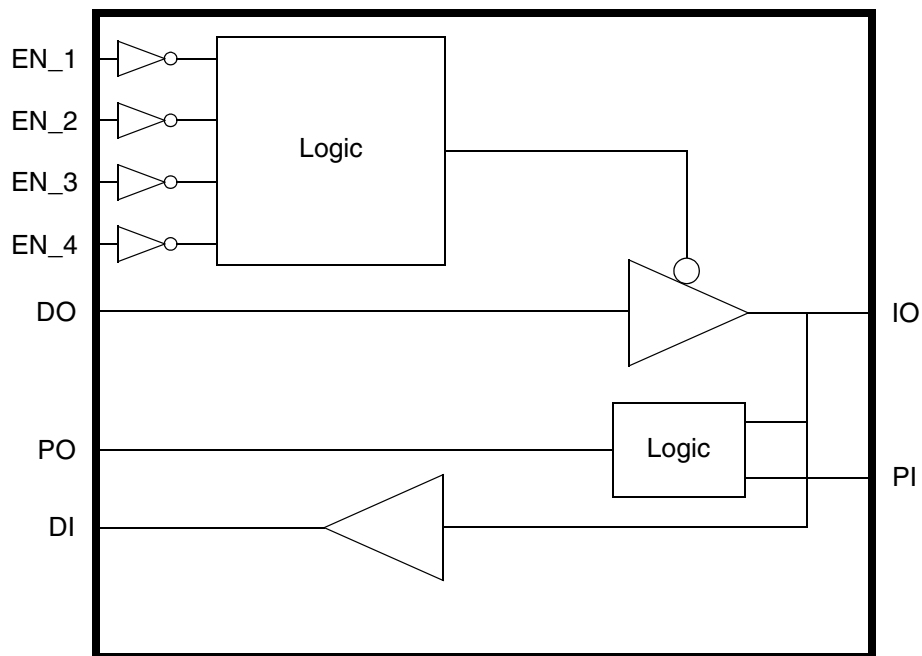 EN_1
EN_2
EN_3
EN_4
Logic
DO
IO
PO
Logic
PI
DI